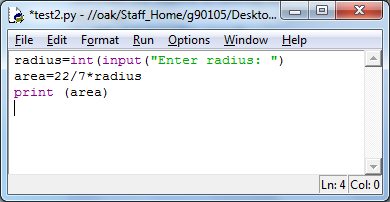 *test2.py - //oak/Staff_Home/g90105/Deskto...
File Edit Format Run Options Window Help
radius=int(input("Enter radius: ")
area=22/7*radius
print (area)
Ln: 4 Col: 0